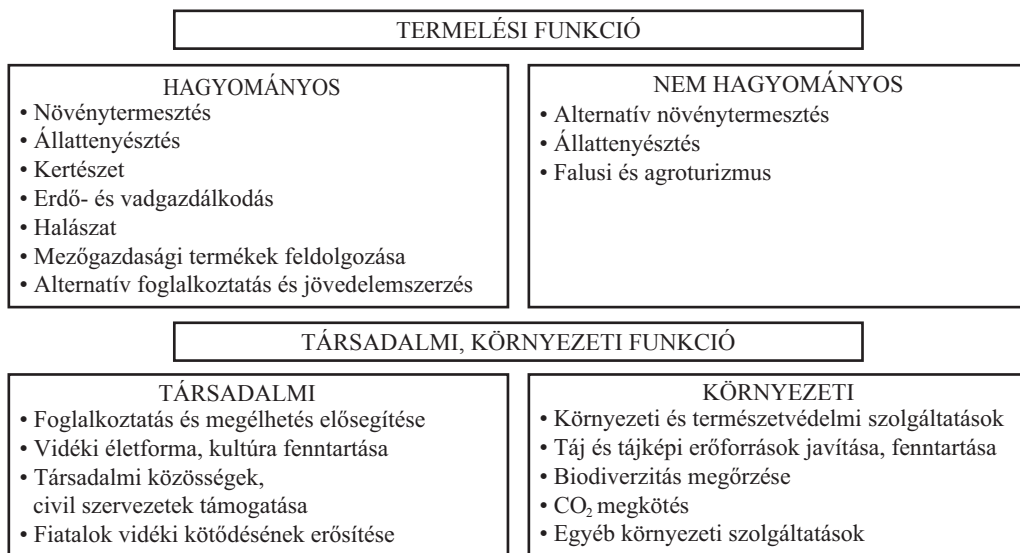 TERMELÉSI FUNKCIÓ
HAGYOMÁNYOS
• Növénytermesztés
• Állattenyésztés
• Kertészet
• Erdő- és vadgazdálkodás
• Halászat
• Mezőgazdasági termékek feldolgozása
• Alternatív foglalkoztatás és jövedelemszerzés
NEM HAGYOMÁNYOS
• Alternatív növénytermesztés
• Állattenyésztés
• Falusi és agroturizmus
TÁRSADALMI, KÖRNYEZETI FUNKCIÓ
TÁRSADALMI
• Foglalkoztatás és megélhetés elősegítése
• Vidéki életforma, kultúra fenntartása
• Társadalmi közösségek,
civil szervezetek támogatása
• Fiatalok vidéki kötődésének erősítése
KÖRNYEZETI
• Környezeti és természetvédelmi szolgáltatások
• Táj és tájképi erőforrások javítása, fenntartása
• Biodiverzitás megőrzése
• CO₂ megkötés
• Egyéb környezeti szolgáltatások